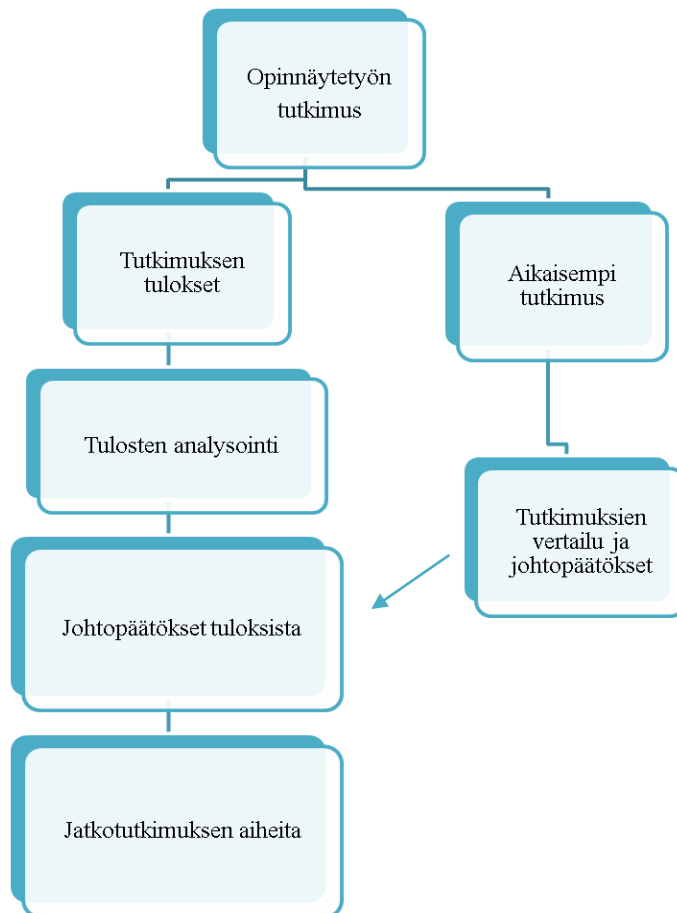 Opinnäytetyön
tutkimus
Tutkimuksen
tulokset
Aikaisempi
tutkimus
Tulosten analysointi
Tutkimuksien
vertailu ja
johtopäätökset
Johtopäätökset tuloksista
Jatkotutkimuksen aiheita